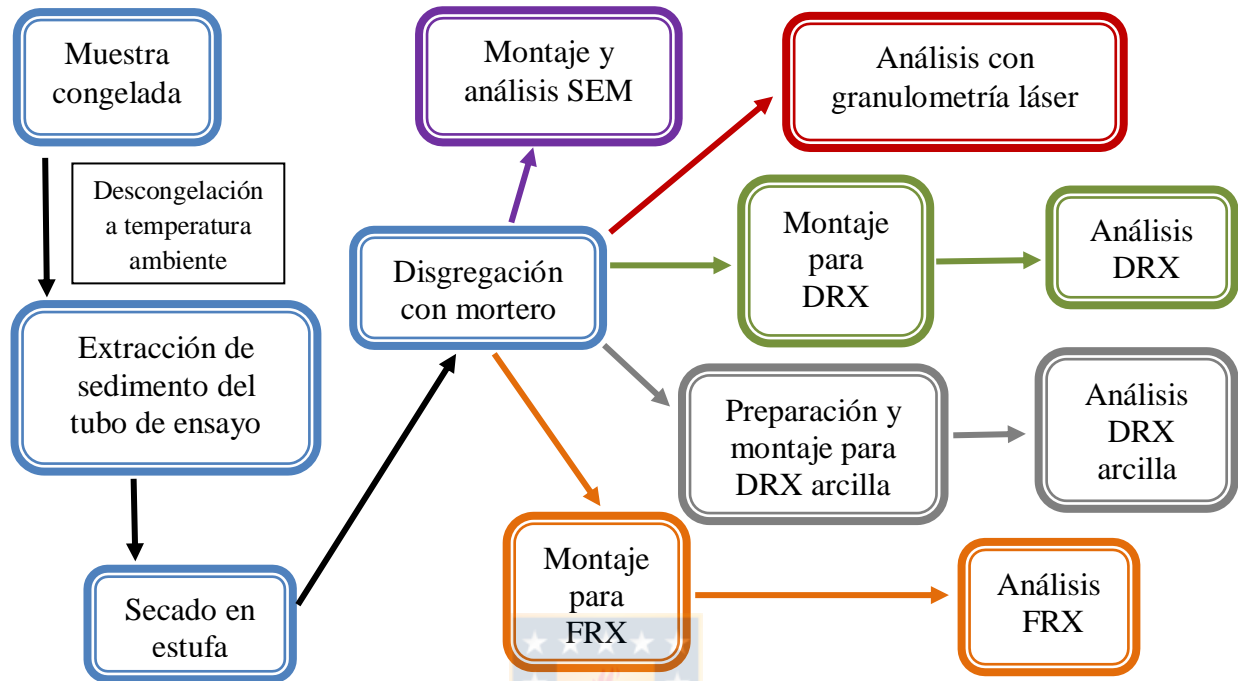 Muestra
congelada
Descongelación
a temperatura
ambiente
Extracción de
sedimento del
tubo de ensayo
Secado en
estufa
Disgregación
con mortero
Montaje y
análisis SEM
Análisis con
granulometría láser
Montaje
para
DRX
Análisis
DRX
Preparación y
montaje para
DRX arcilla
Análisis
DRX
arcilla
Montaje
para
FRX
Análisis
FRX